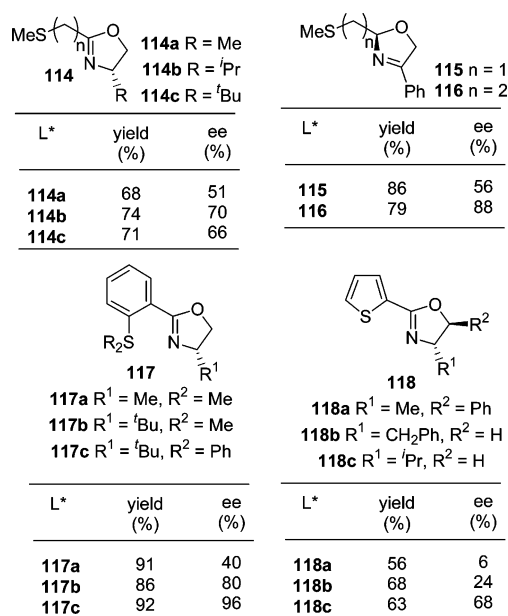 MeS ( )n O N R
114
114a R = Me
114b R = ⁱPr
114c R = ᵗBu
L* yield (%) ee (%)
114a 68 51
114b 74 70
114c 71 66
MeS ( )n O N Ph
115 n = 1
116 n = 2
L* yield (%) ee (%)
115 86 56
116 79 88
O N S R₂ R¹
117
117a R¹ = Me, R² = Me
117b R¹ = ᵗBu, R² = Me
117c R¹ = ᵗBu, R² = Ph
L* yield (%) ee (%)
117a 91 40
117b 86 80
117c 92 96
S O N R² R¹
118
118a R¹ = Me, R² = Ph
118b R¹ = CH₂Ph, R² = H
118c R¹ = ⁱPr, R² = H
L* yield (%) ee (%)
118a 56 6
118b 68 24
118c 63 68